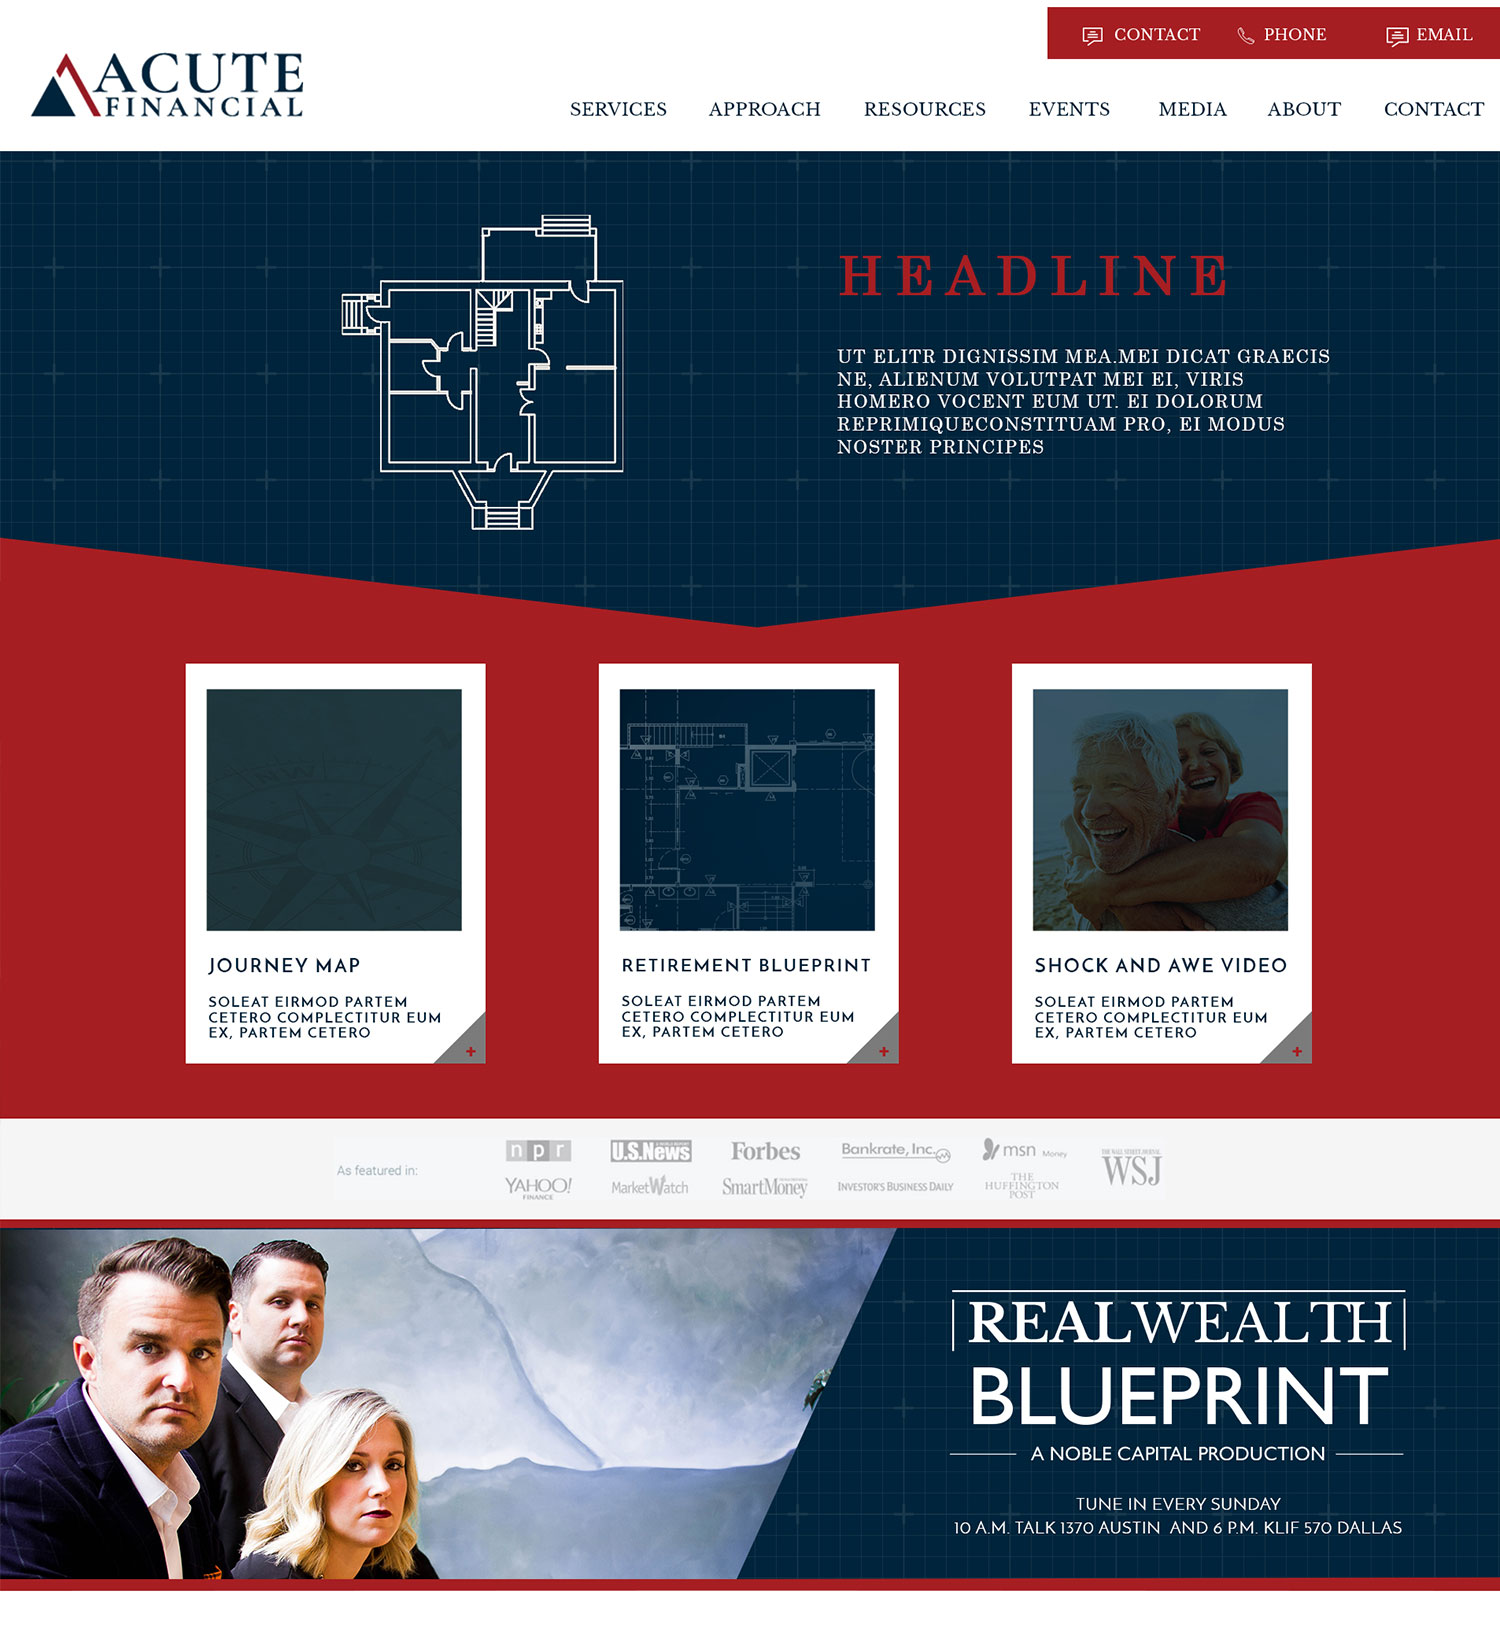 CONTACT PHONE EMAIL
ACUTE
FINANCIAL
SERVICES APPROACH RESOURCES EVENTS MEDIA ABOUT CONTACT
HEADLINE
UT ELITR DIGNISSIM MEA.MEI DICAT GRAECIS
NE, ALIENUM VOLUTPAT MEI EI, VIRIS
HOMERO VOCENT EUM UT. EI DOLORUM
REPRIMIQUECONSTITUAM PRO, EI MODUS
NOSTER PRINCIPES
NW
JOURNEY MAP
SOLEAT EIRMOD PARTEM
CETERO COMPLECTITUR EUM
EX, PARTEM CETERO
+
RETIREMENT BLUEPRINT
SOLEAT EIRMOD PARTEM
CETERO COMPLECTITUR EUM
EX, PARTEM CETERO
+
SHOCK AND AWE VIDEO
SOLEAT EIRMOD PARTEM
CETERO COMPLECTITUR EUM
EX, PARTEM CETERO
+
As featured in:
npr U.S.News Forbes Bankrate, Inc. msn Money
THE WALL STREET JOURNAL
WSJ
YAHOO!
FINANCE
MarketWatch SmartMoney INVESTOR'S BUSINESS DAILY
THE
HUFFINGTON
POST
REALWEALTH
BLUEPRINT
A NOBLE CAPITAL PRODUCTION
TUNE IN EVERY SUNDAY
10 A.M. TALK 1370 AUSTIN AND 6 P.M. KLIF 570 DALLAS